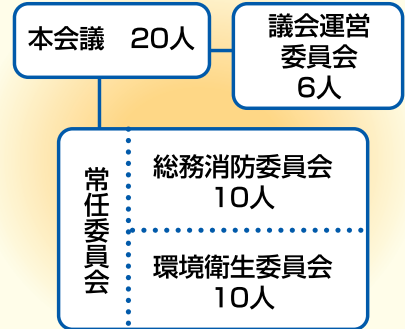 本会議　20人
議会運営
委員会
6人
常任委員会
総務消防委員会
10人
環境衛生委員会
10人